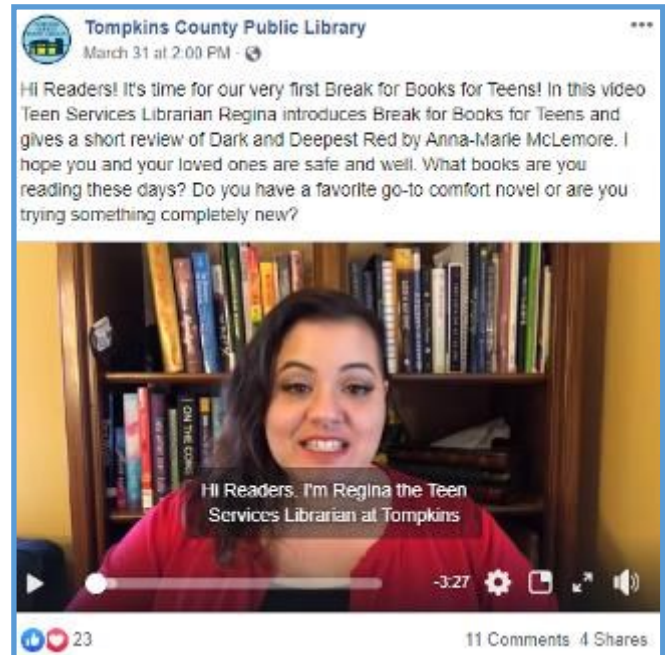 Tompkins County Public Library
March 31 at 2:00 PM ·
Hi Readers! It's time for our very first Break for Books for Teens! In this video
Teen Services Librarian Regina introduces Break for Books for Teens and
gives a short review of Dark and Deepest Red by Anna-Marie McLemore. I
hope you and your loved ones are safe and well. What books are you
reading these days? Do you have a favorite go-to comfort novel or are you
trying something completely new?
ON THE COME
Hi Readers. I'm Regina the Teen
Services Librarian at Tompkins
-3:27
23
11 Comments 4 Shares